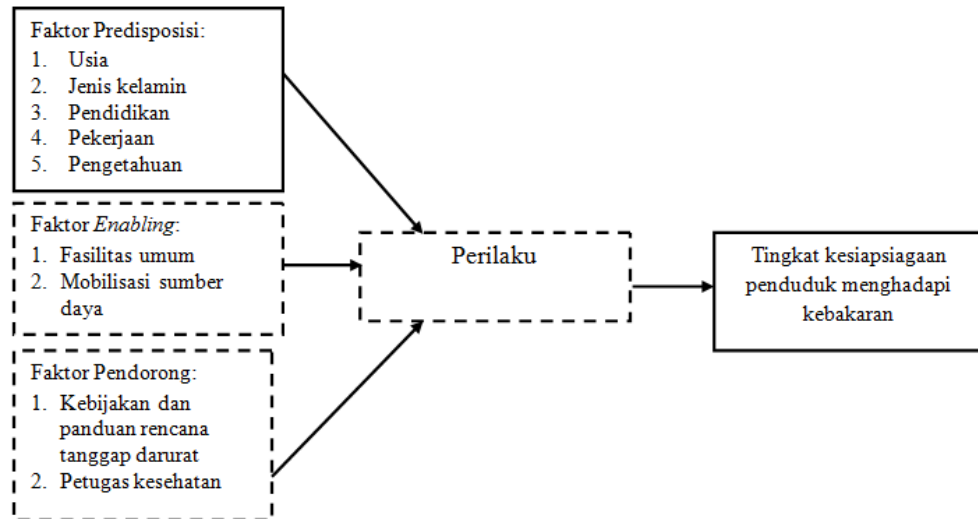 Faktor Predisposisi:
1. Usia
2. Jenis kelamin
3. Pendidikan
4. Pekerjaan
5. Pengetahuan
Faktor Enabling:
1. Fasilitas umum
2. Mobilisasi sumber
daya
Faktor Pendorong:
1. Kebijakan dan
panduan rencana
tanggap darurat
2. Petugas kesehatan
Perilaku
Tingkat kesiapsiagaan
penduduk menghadapi
kebakaran